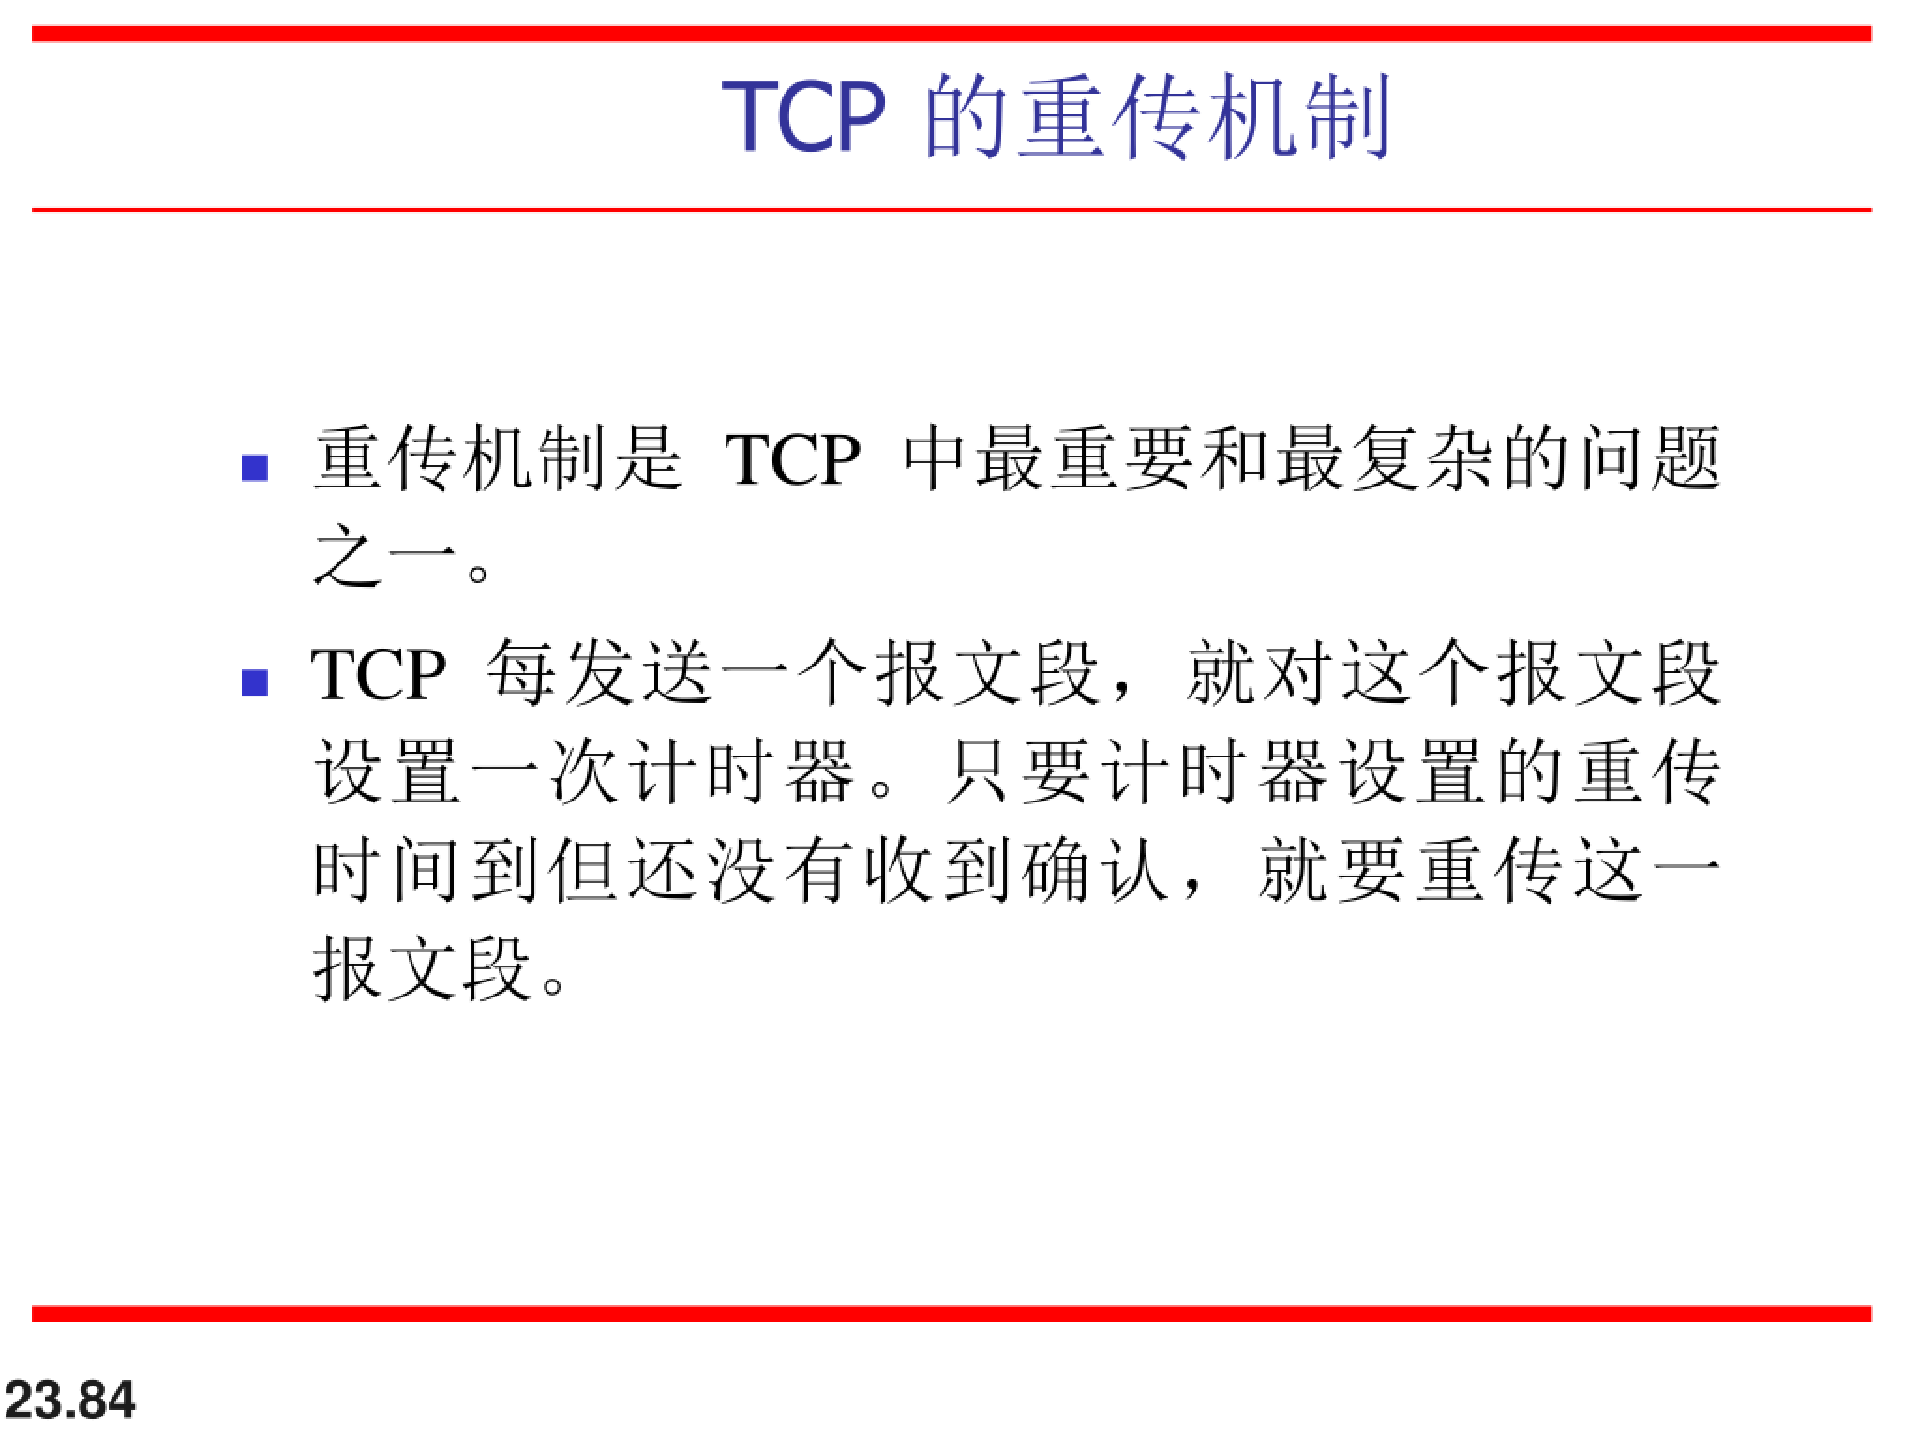 TCP 的重传机制
重传机制是 TCP 中最重要和最复杂的问题
之一。
TCP 每发送一个报文段，就对这个报文段
设置一次计时器。只要计时器设置的重传
时间到但还没有收到确认，就要重传这一
报文段。
23.84